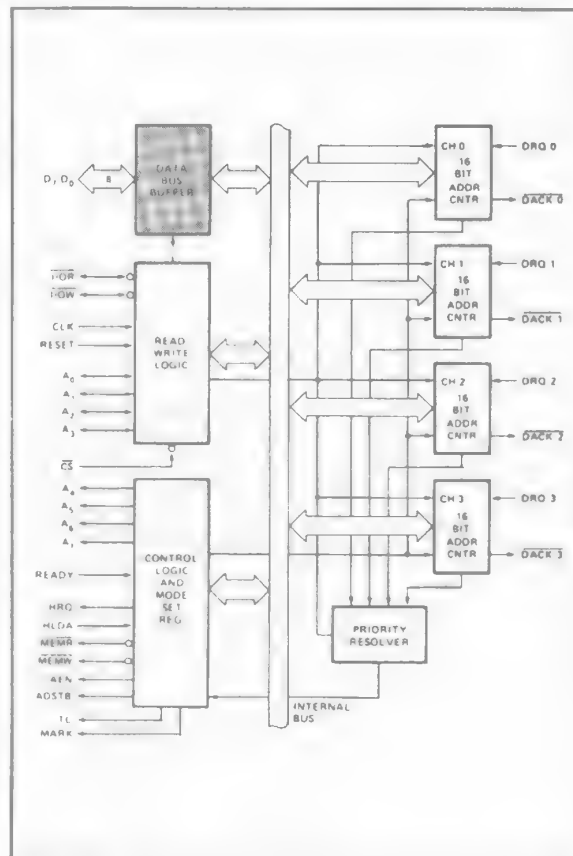 DATA
BUS
BUFFER
D₇ D₀
8
I/OR
I/OW
CLK
RESET
A₀
A₁
A₂
A₃
CS
READ
WRITE
LOGIC
A₄
A₅
A₆
A₇
READY
HRQ
HLDA
MEMR
MEMW
AEN
ADSTB
TC
MARK
CONTROL
LOGIC
AND
MODE
SET
REG
INTERNAL
BUS
CH 0
16
BIT
ADDR
CNTR
DRQ 0
DACK 0
CH 1
16
BIT
ADDR
CNTR
DRQ 1
DACK 1
CH 2
16
BIT
ADDR
CNTR
DRQ 2
DACK 2
CH 3
16
BIT
ADDR
CNTR
DRQ 3
DACK 3
PRIORITY
RESOLVER